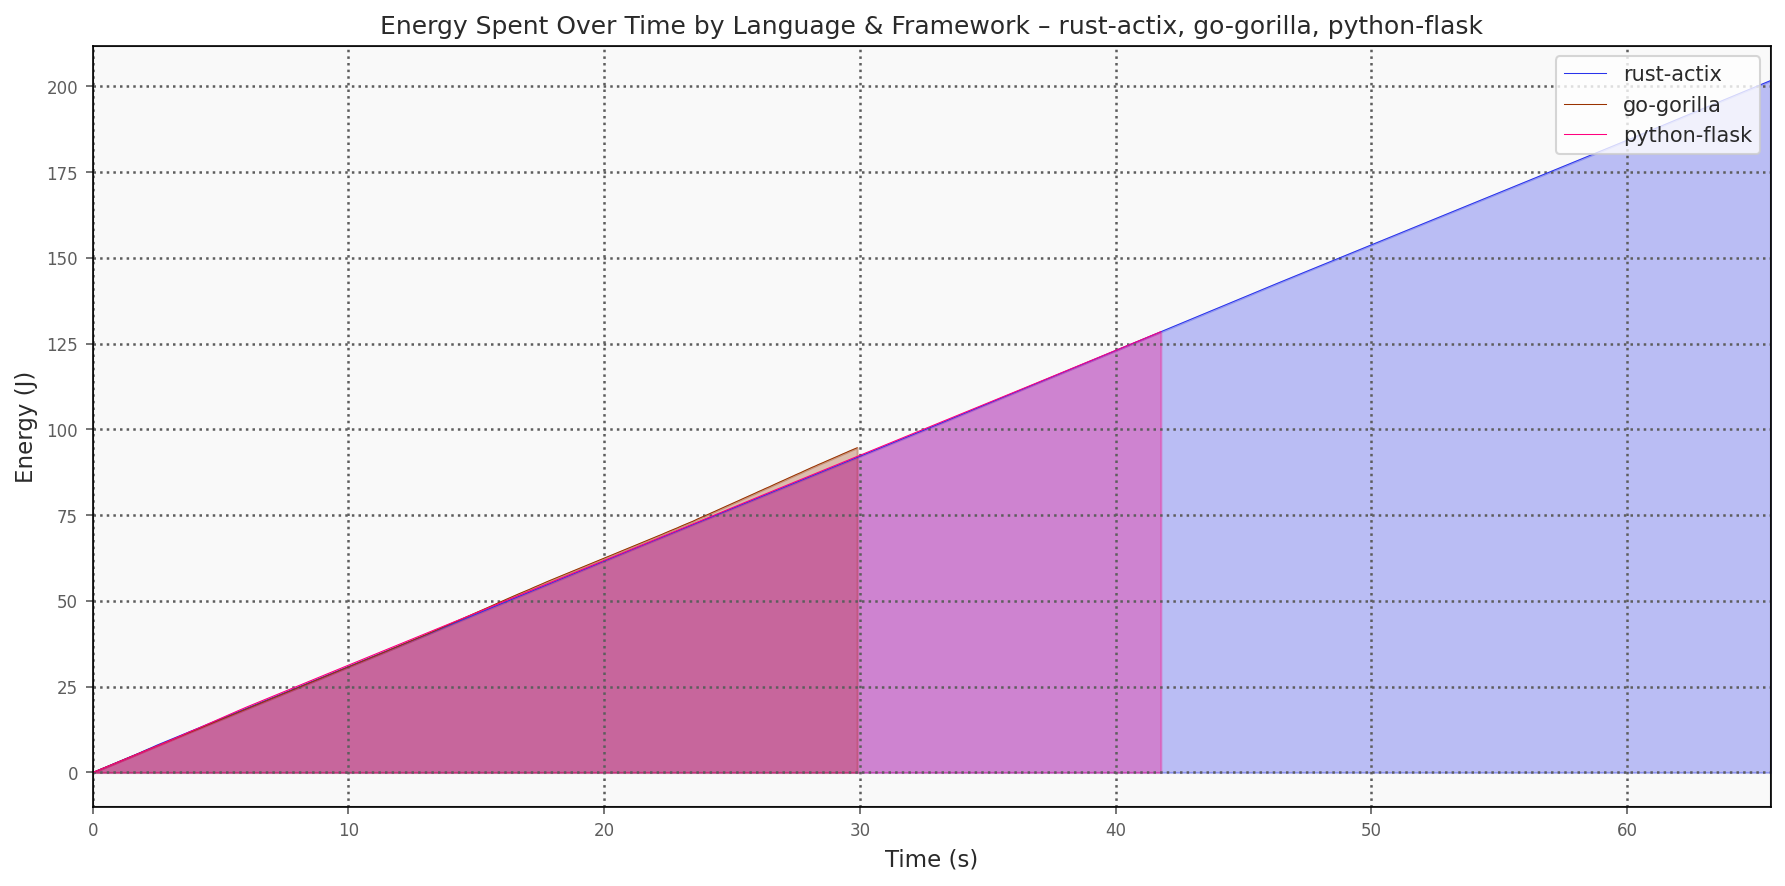 Energy Spent Over Time by Language & Framework – rust-actix, go-gorilla, python-flask
rust-actix
go-gorilla
python-flask
200
175
150
125
100
75
50
25
0
Energy (J)
0 10 20 30 40 50 60
Time (s)